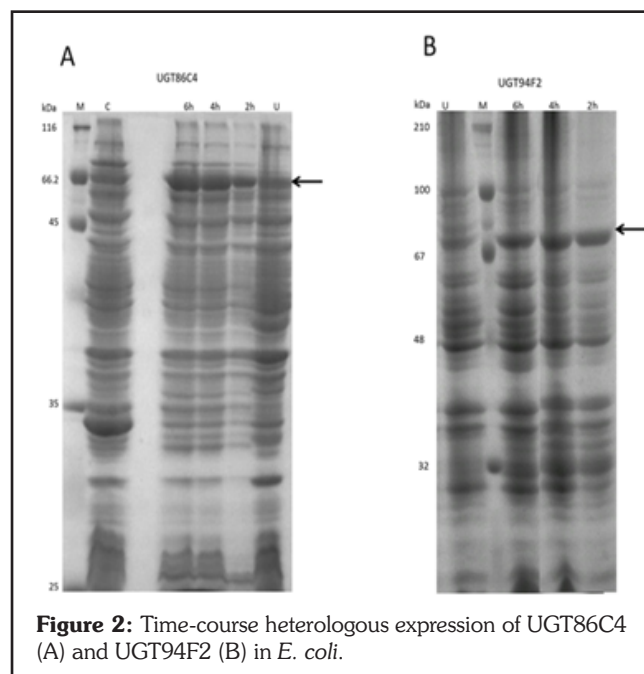 A
UGT86C4
kDa M C 6h 4h 2h U
116
66.2
45
35
25
B
UGT94F2
kDa U M 6h 4h 2h
210
100
67
48
32
Figure 2: Time-course heterologous expression of UGT86C4
(A) and UGT94F2 (B) in E. coli.